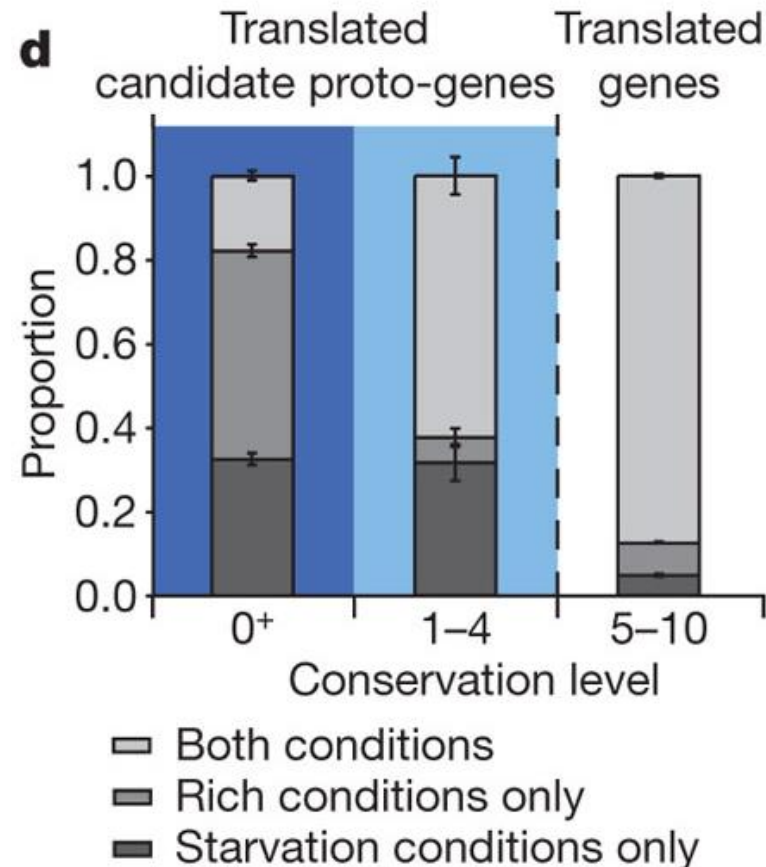 d
Translated
candidate proto-genes
Translated
genes
Proportion
1.0
0.8
0.6
0.4
0.2
0.0
0⁺
1–4
5–10
Conservation level
Both conditions
Rich conditions only
Starvation conditions only